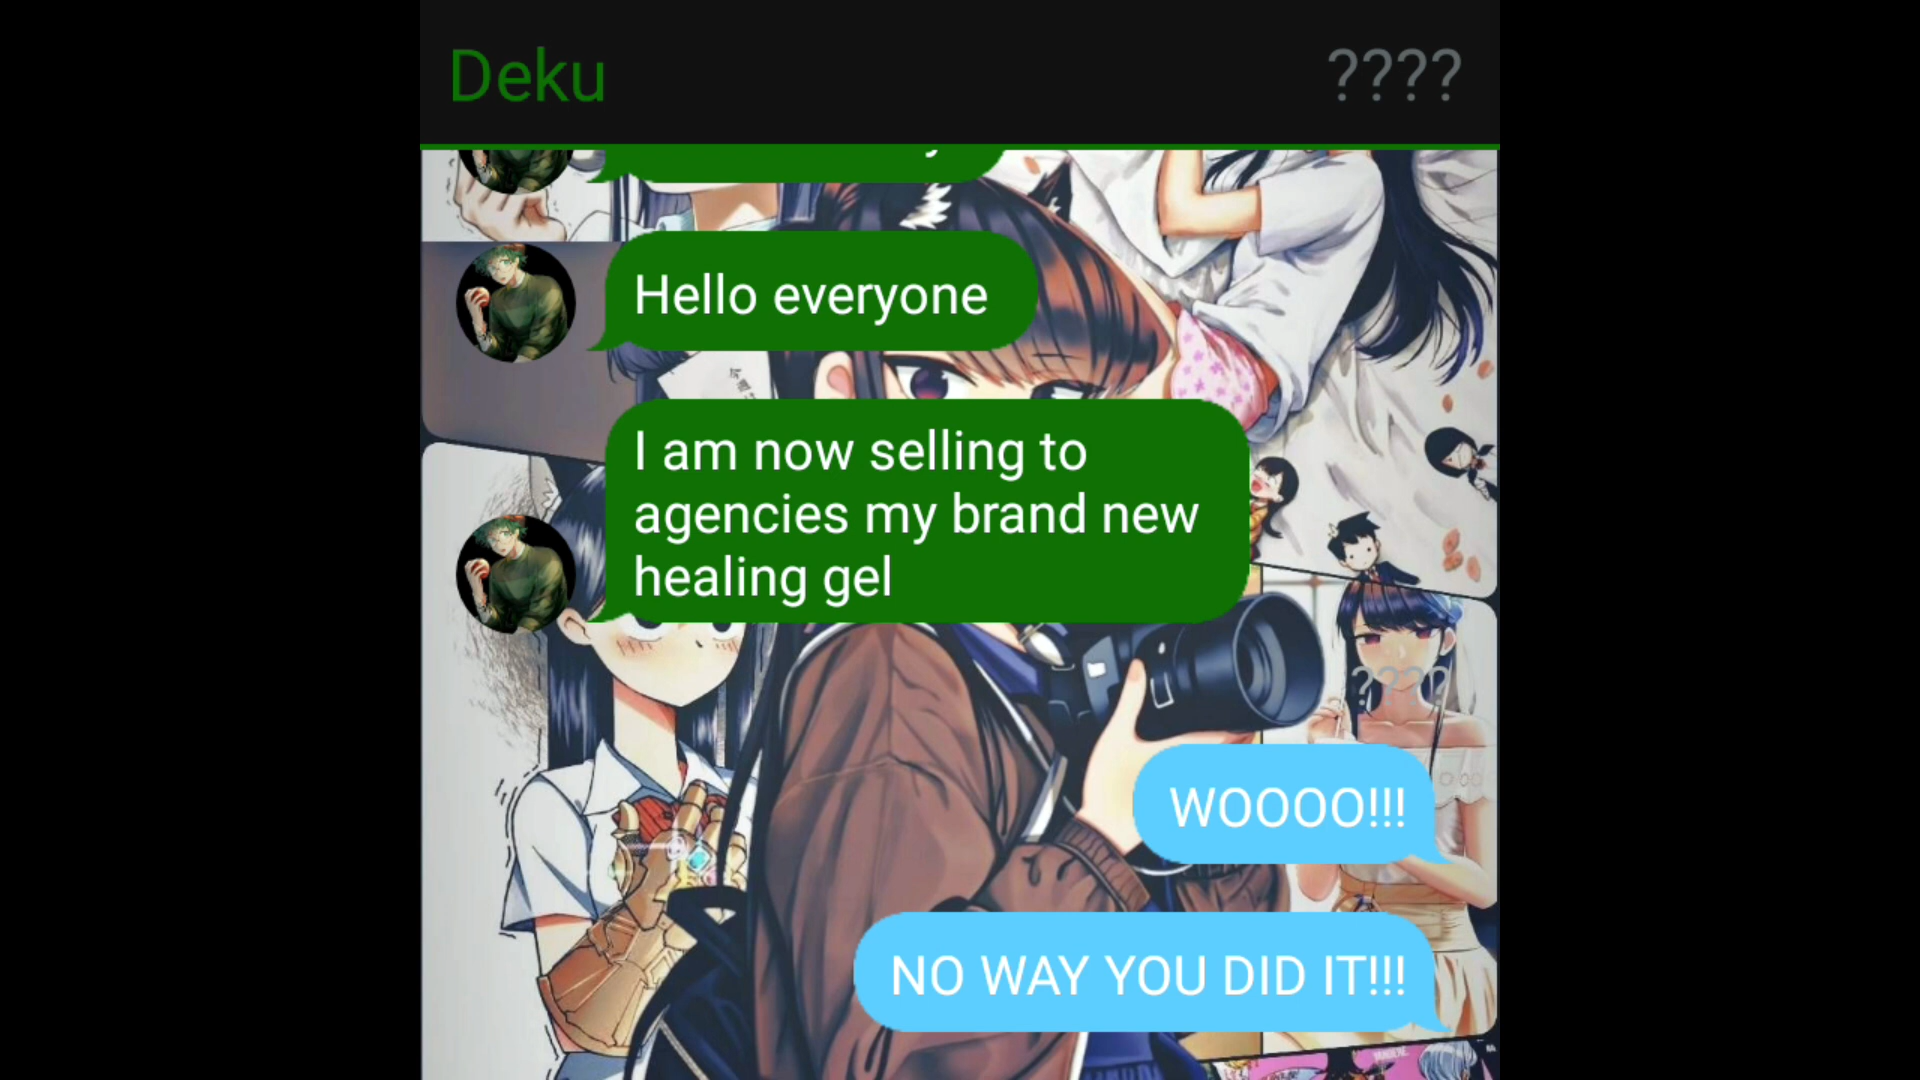 Deku
????
Hello everyone
I am now selling to
agencies my brand new
healing gel
????
WOOOO!!!
NO WAY YOU DID IT!!!